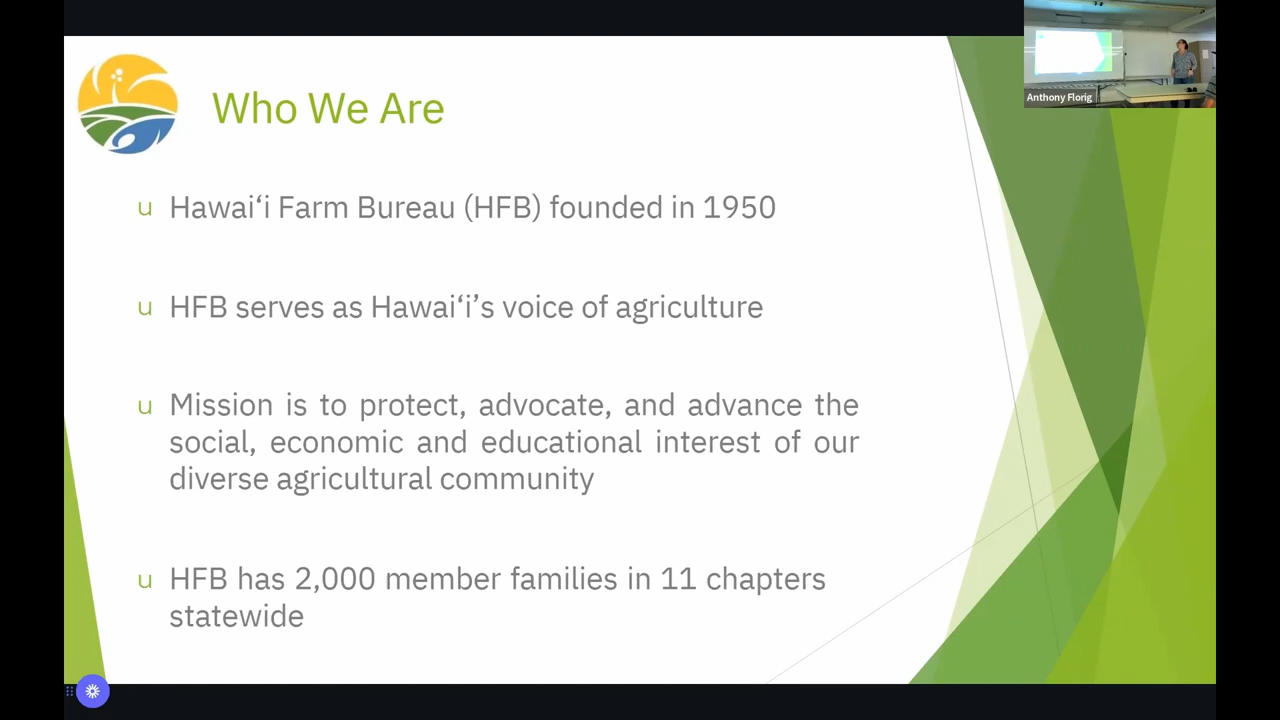 Anthony Florig
Who We Are
u Hawai‘i Farm Bureau (HFB) founded in 1950
u HFB serves as Hawai‘i’s voice of agriculture
u Mission is to protect, advocate, and advance the
social, economic and educational interest of our
diverse agricultural community
u HFB has 2,000 member families in 11 chapters
statewide